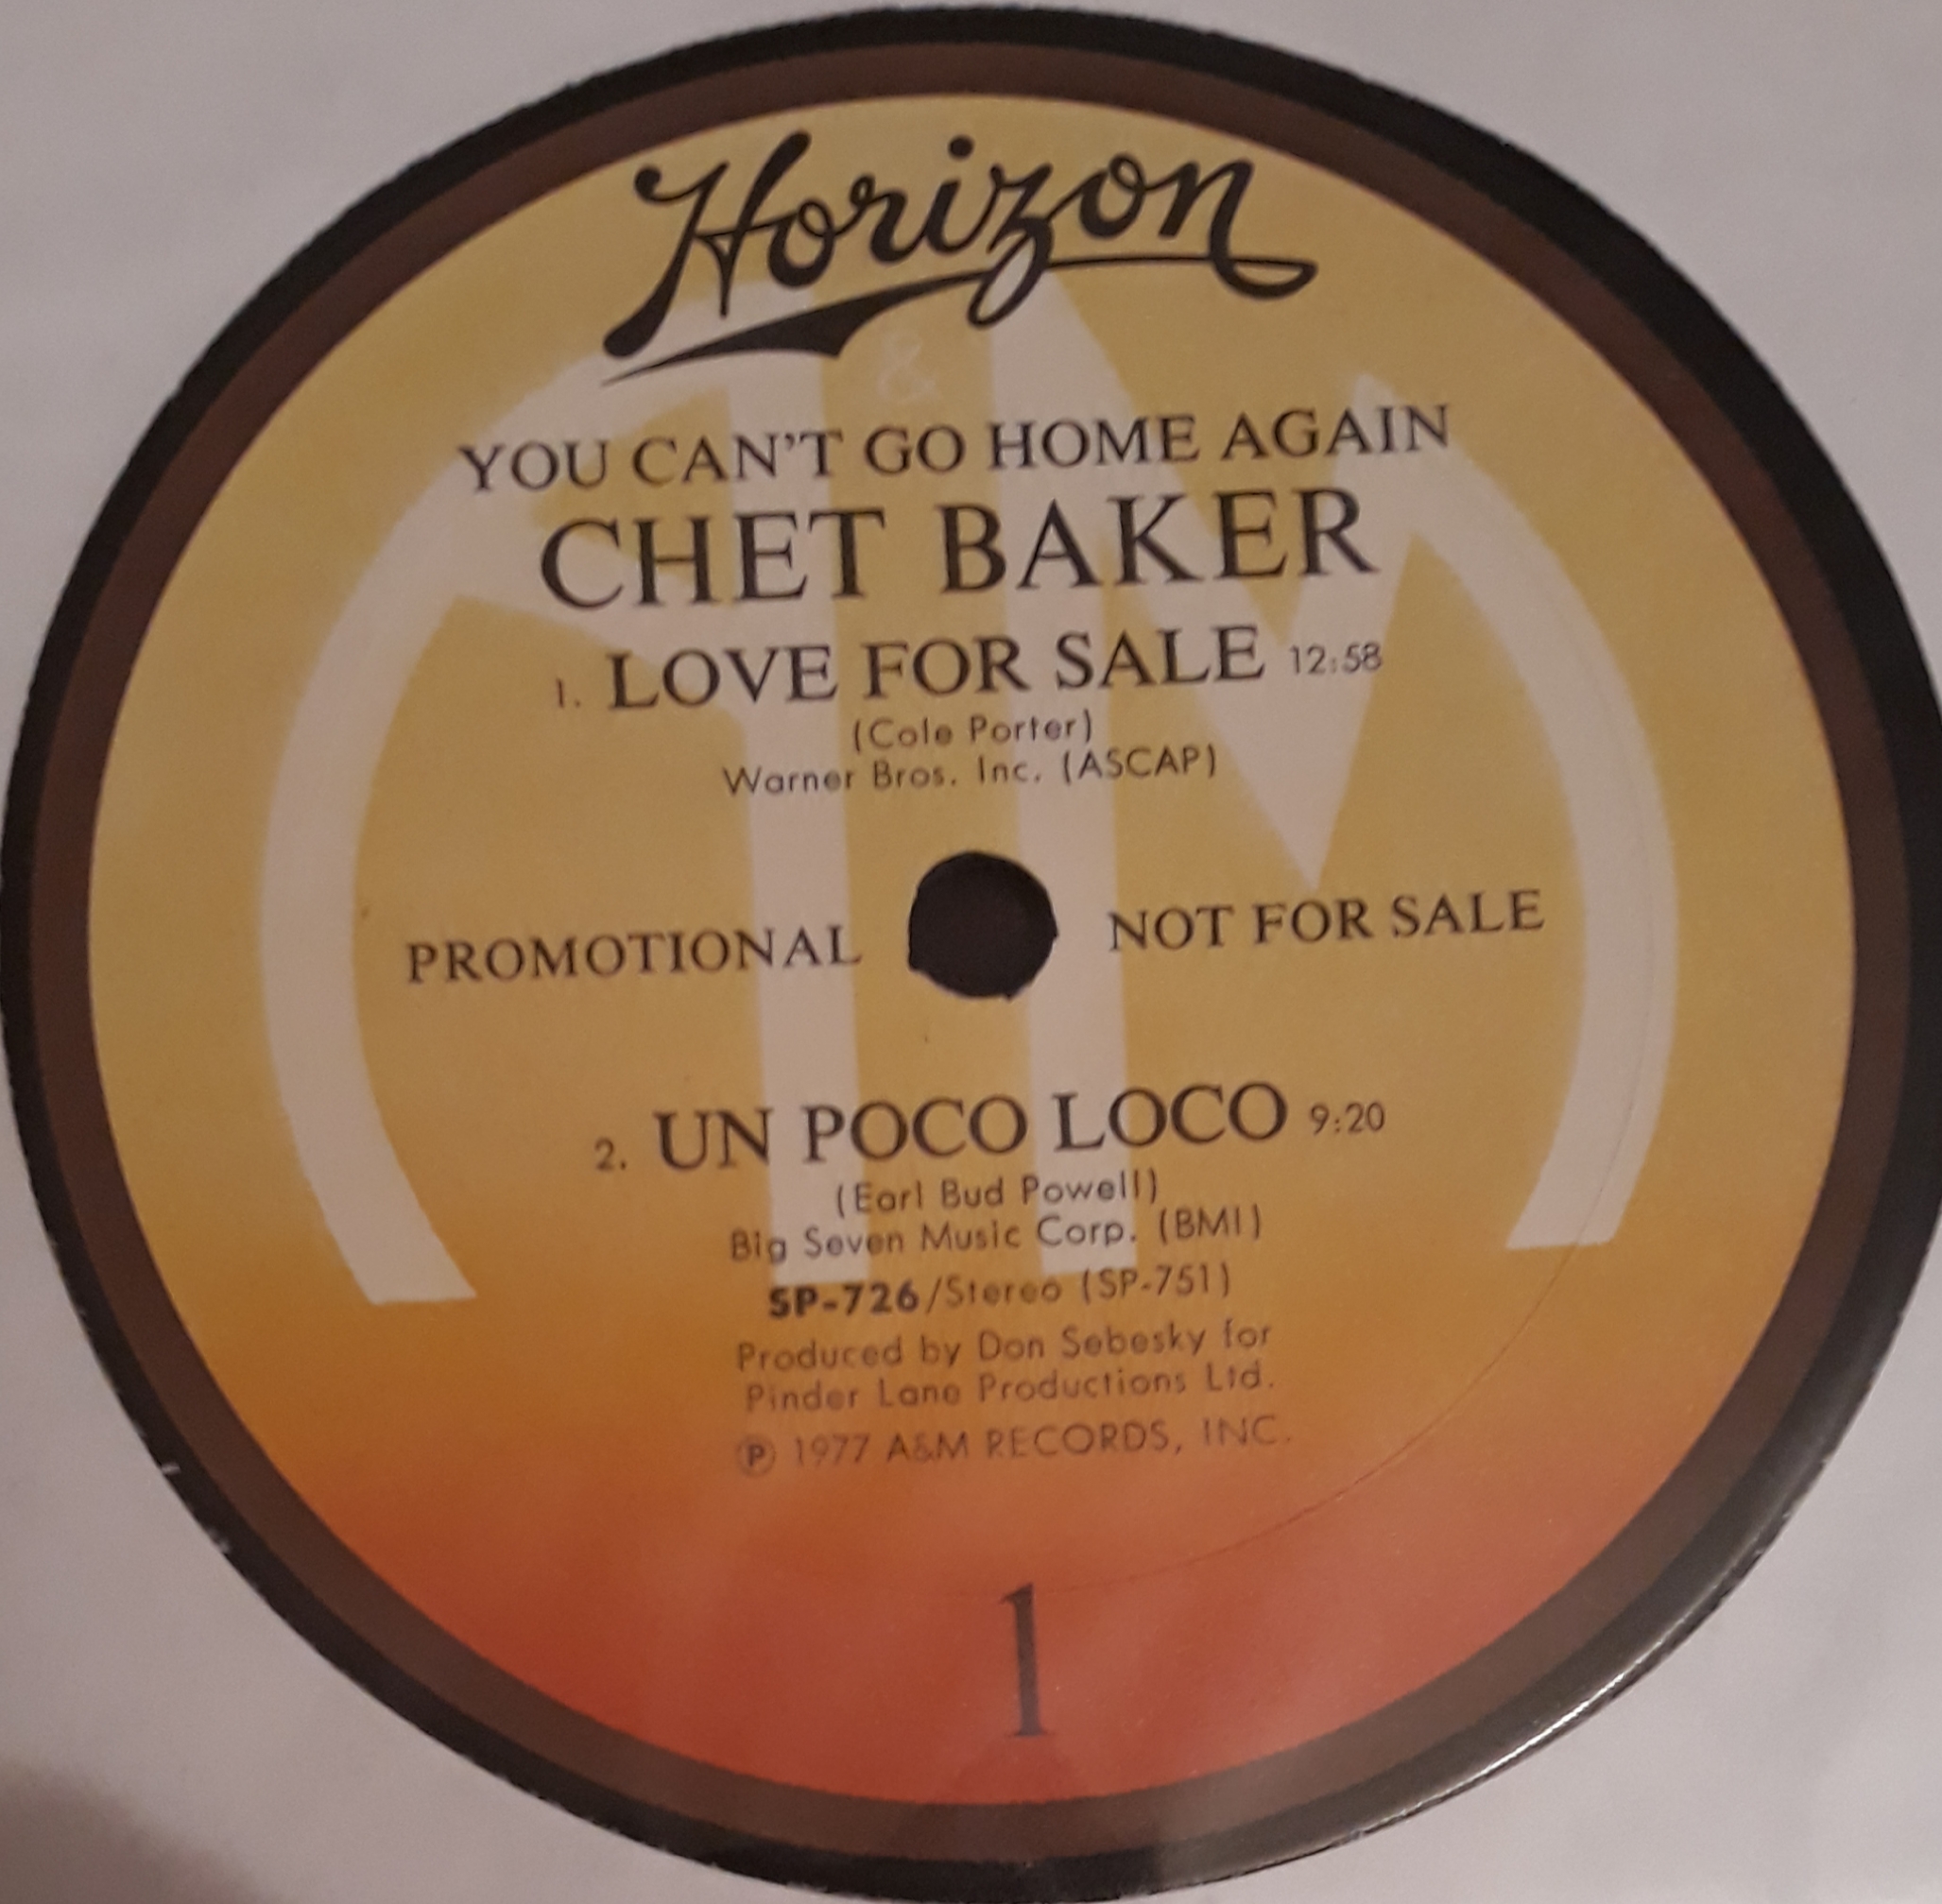 Horizon
&
YOU CAN'T GO HOME AGAIN
CHET BAKER
1. LOVE FOR SALE 12:58
(Cole Porter)
Warner Bros. Inc. (ASCAP)
PROMOTIONAL NOT FOR SALE
2. UN POCO LOCO 9:20
(Earl Bud Powell)
Big Seven Music Corp. (BMI)
SP-726/Stereo (SP-751)
Produced by Don Sebesky for
Pinder Lane Productions Ltd.
Ⓟ 1977 A&M RECORDS, INC.
1